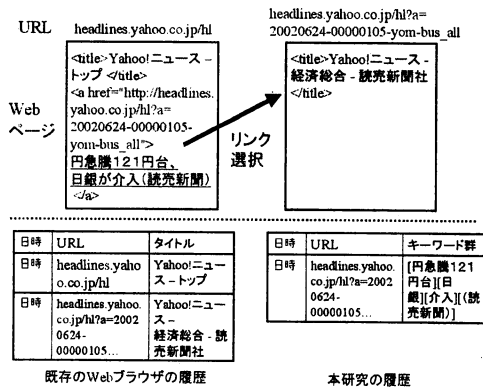 URL
headlines.yahoo.co.jp/hl
headlines.yahoo.co.jp/hl?a=
20020624-00000105-yom-bus_all
Web
ページ
<title>Yahoo!ニュース –
トップ </title>
<a href="http://headlines.
yahoo.co.jp/hl?a=
20020624-00000105-
yom-bus_all">
円急騰121円台、
日銀が介入(読売新聞)
</a>
リンク
選択
<title>Yahoo!ニュース -
経済総合 - 読売新聞社
</title>
日時 URL タイトル
日時 headlines.yaho Yahoo!ニュー
o.co.jp/hl ス – トップ
日時 headlines.yahoo. Yahoo!ニュー
co.jp/hl?a=2002 ス –
0624- 経済総合 - 読
00000105... 売新聞社
既存のWebブラウザの履歴
日時 URL キーワード群
日時 headlines.yahoo. [円急騰121
co.jp/hl?a=2002 円台][日
0624- 銀][介入][(読
00000105... 売新聞)]
本研究の履歴